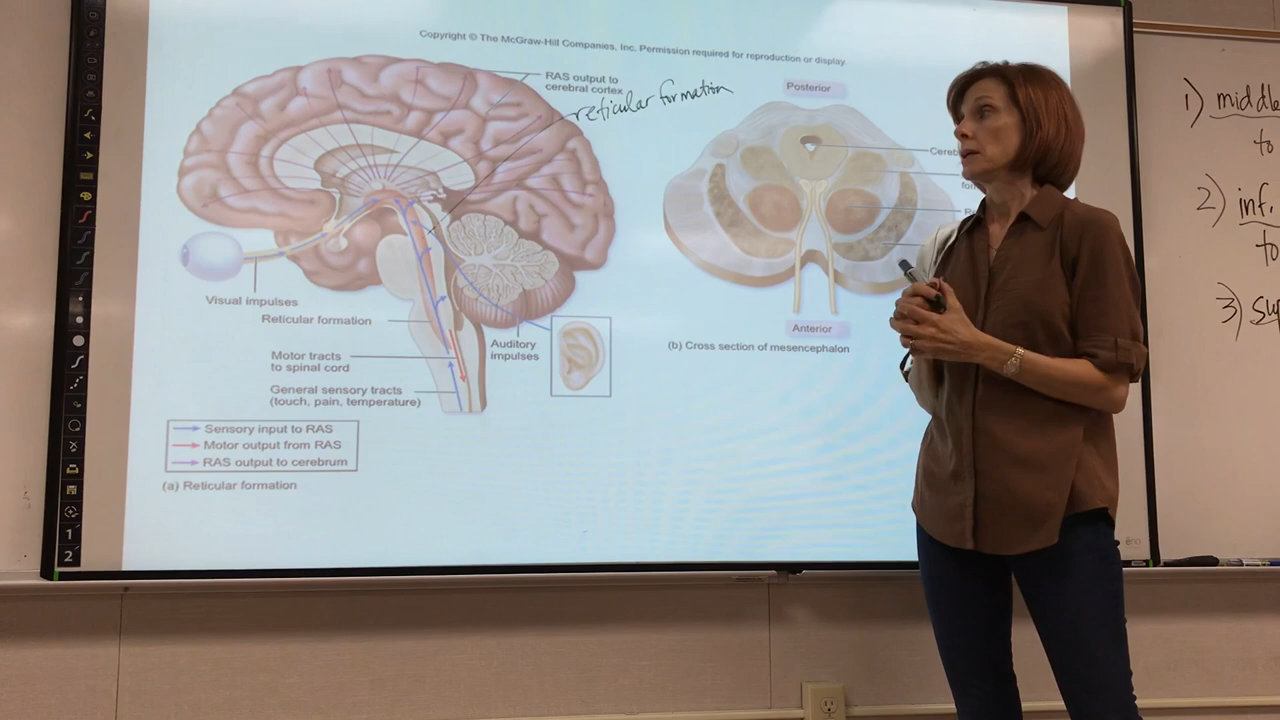 Copyright © The McGraw-Hill Companies, Inc. Permission required for reproduction or display.
RAS output to
cerebral cortex
reticular formation
Visual impulses
Reticular formation
Motor tracts
to spinal cord
General sensory tracts
(touch, pain, temperature)
Auditory
impulses
Sensory input to RAS
Motor output from RAS
RAS output to cerebrum
(a) Reticular formation
Posterior
Anterior
(b) Cross section of mesencephalon
1) middle
to
2) inf.
to
3)
1
2